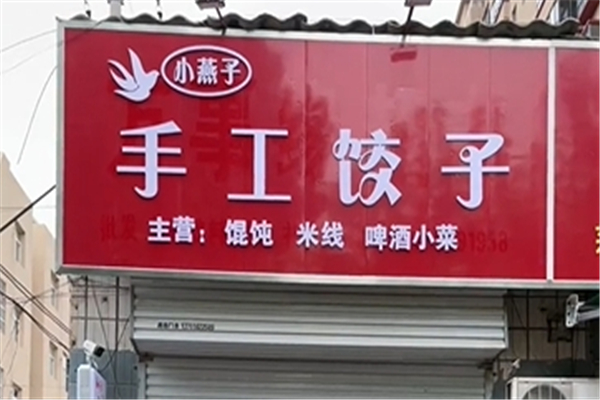 小燕子
手工饺子
主营：馄饨 米线 啤酒小菜